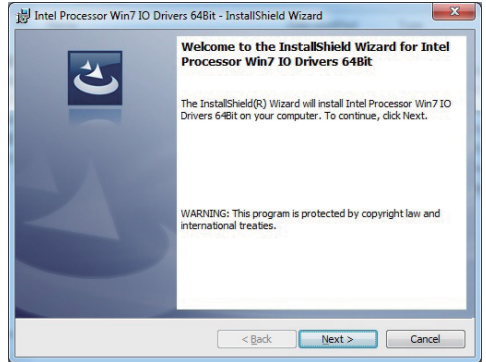 Intel Processor Win7 IO Drivers 64Bit - InstallShield Wizard
Welcome to the InstallShield Wizard for Intel
Processor Win7 IO Drivers 64Bit
The InstallShield(R) Wizard will install Intel Processor Win7 IO
Drivers 64Bit on your computer. To continue, click Next.
WARNING: This program is protected by copyright law and
international treaties.
< Back Next > Cancel